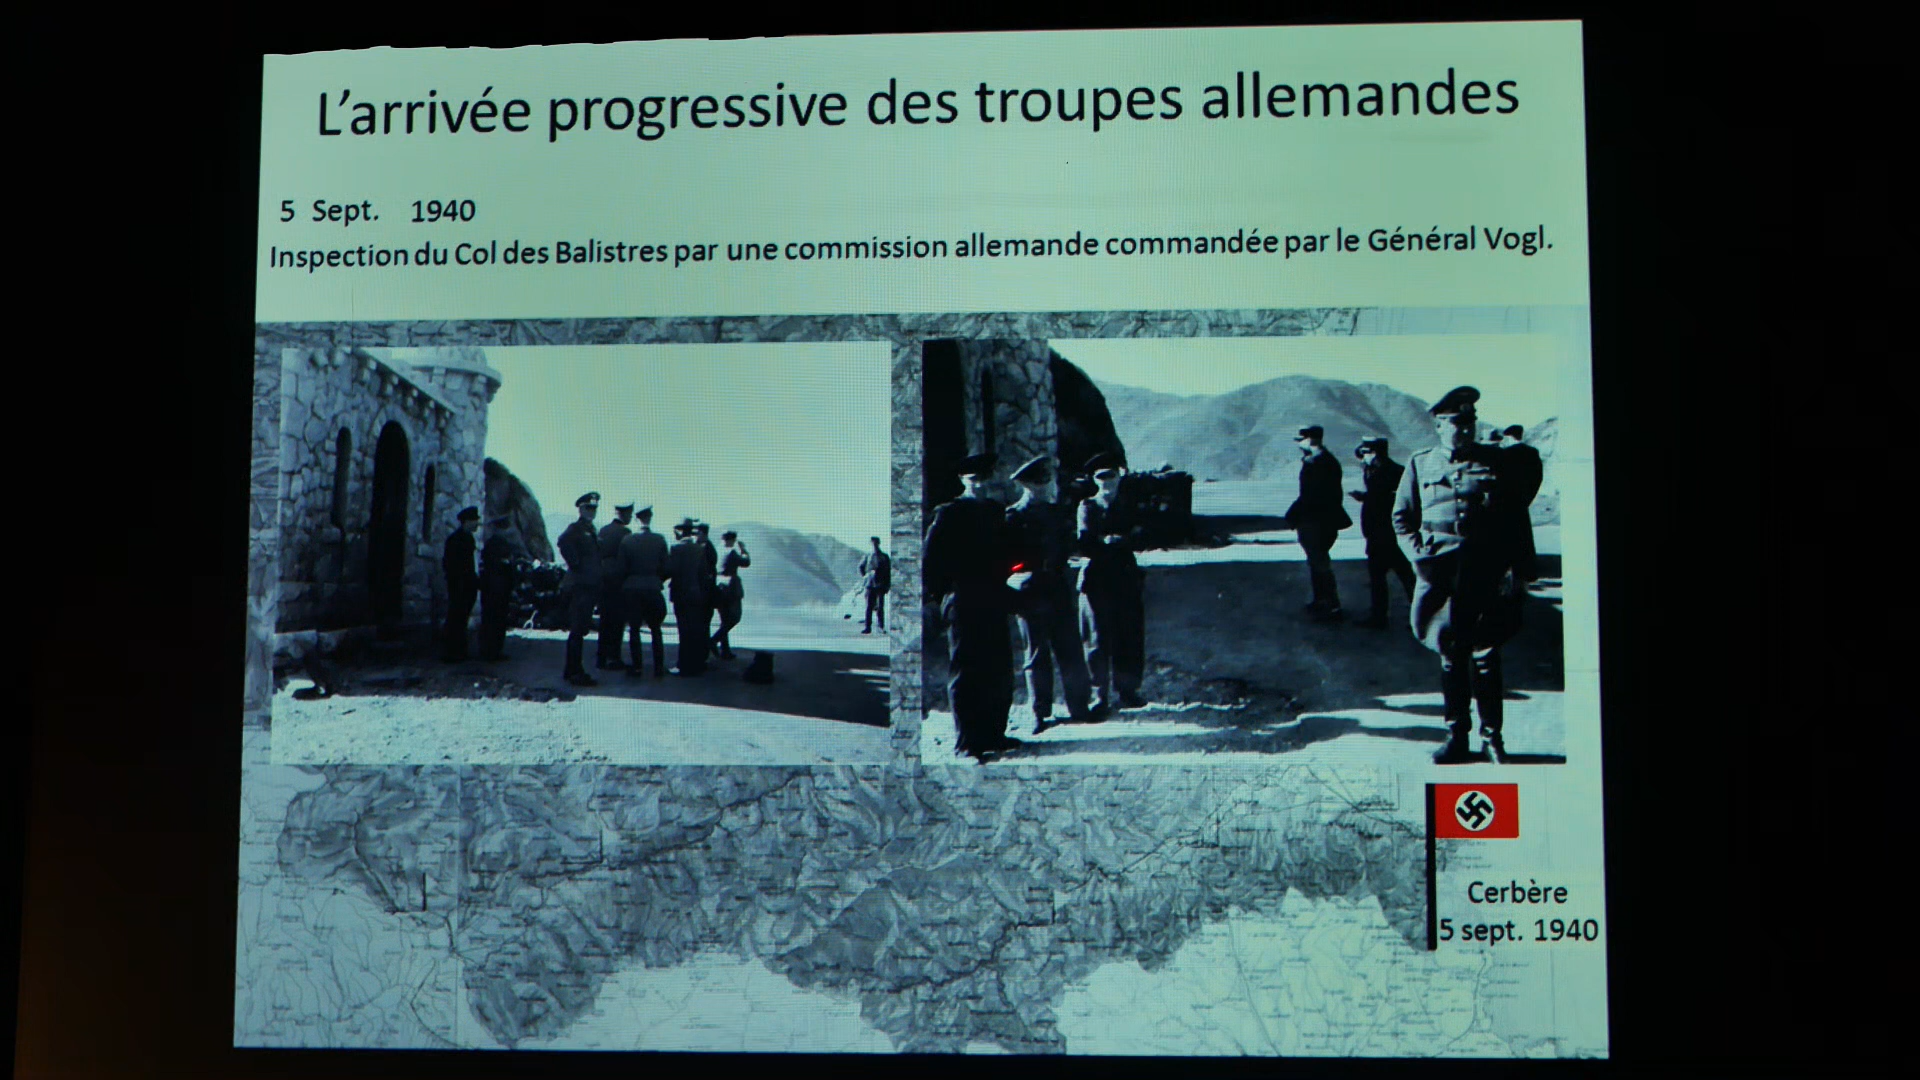 L'arrivée progressive des troupes allemandes
5 Sept. 1940
Inspection du Col des Balistres par une commission allemande commandée par le Général Vogl.
Cerbère
5 sept. 1940